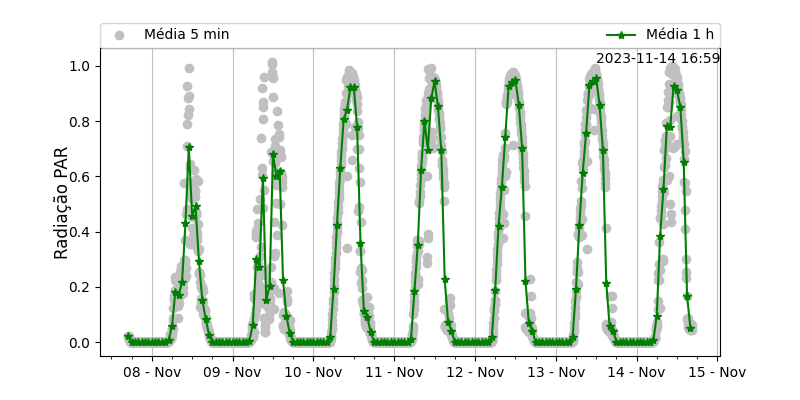 Média 5 min
Média 1 h
2023-11-14 16:59
Radiação PAR
1.0
0.8
0.6
0.4
0.2
0.0
08 - Nov
09 - Nov
10 - Nov
11 - Nov
12 - Nov
13 - Nov
14 - Nov
15 - Nov